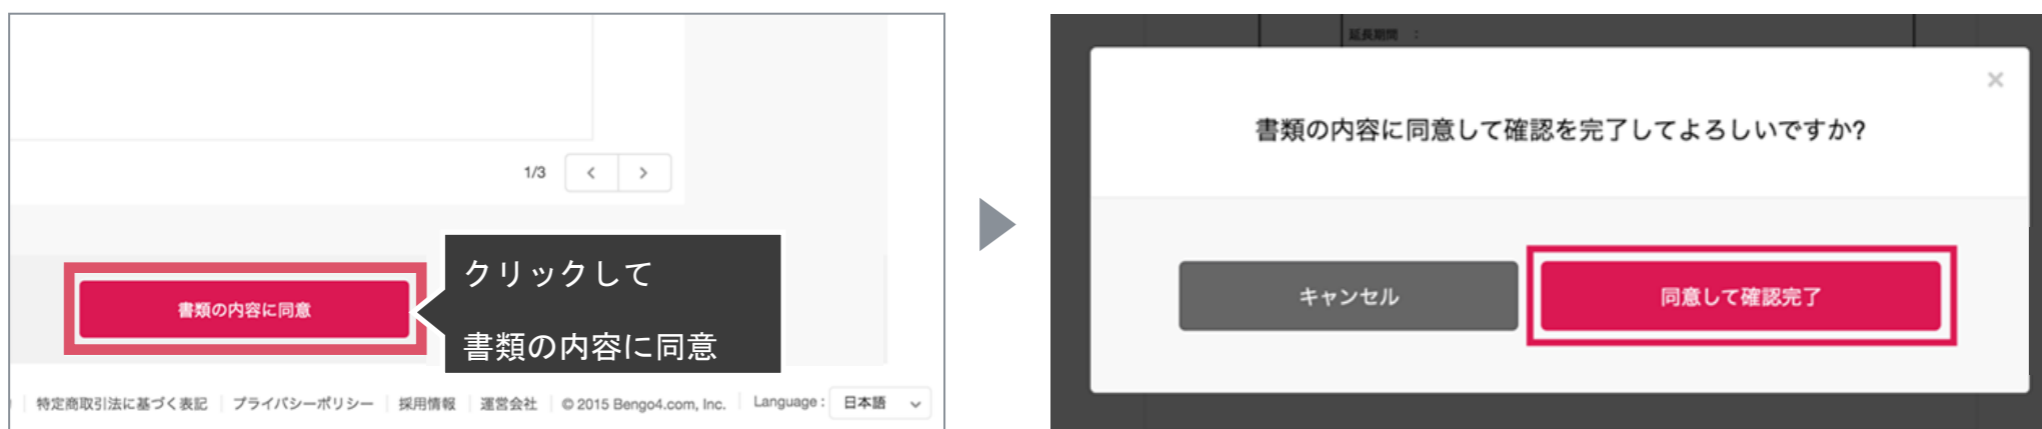 1/3
書類の内容に同意
クリックして
書類の内容に同意
特定商取引法に基づく表記 プライバシーポリシー 採用情報 運営会社 © 2015 Bengo4.com, Inc. Language : 日本語
延長期間 :
書類の内容に同意して確認を完了してよろしいですか?
キャンセル
同意して確認完了